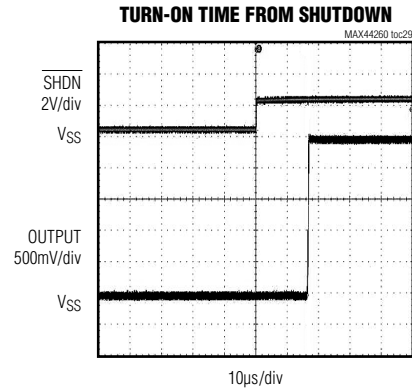 TURN-ON TIME FROM SHUTDOWN
MAX44260 toc29
SHDN
2V/div
VSS
OUTPUT
500mV/div
VSS
10µs/div